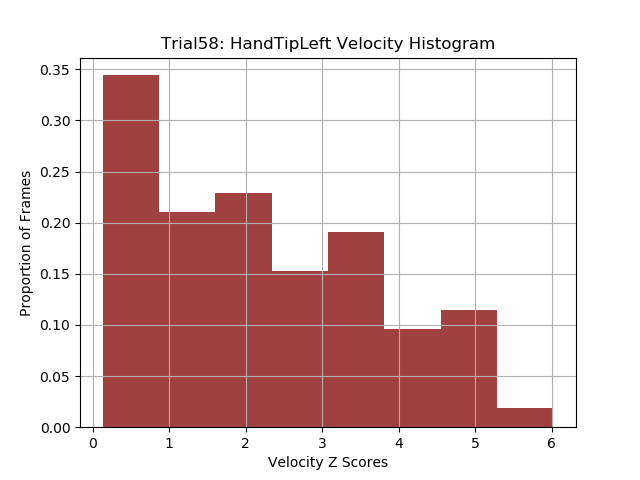 Trial58: HandTipLeft Velocity Histogram
0.35
0.30
0.25
0.20
0.15
0.10
0.05
0.00
Proportion of Frames
0 1 2 3 4 5 6
Velocity Z Scores